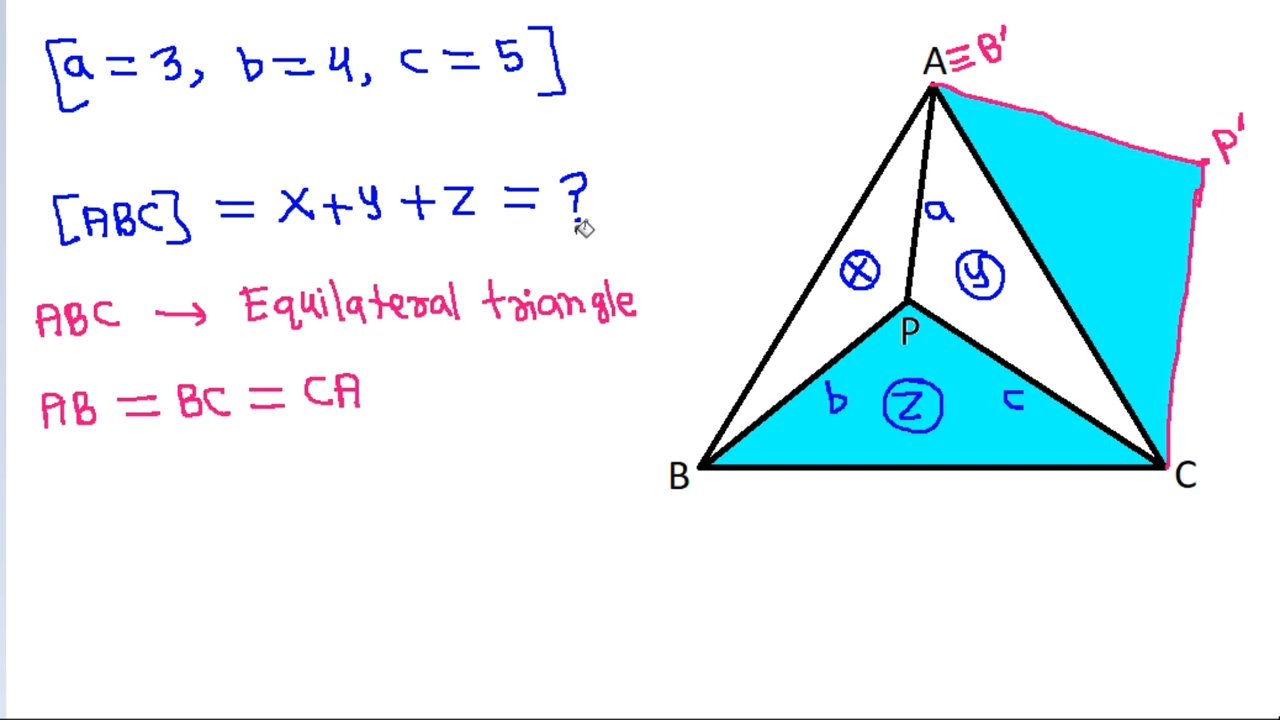 [a = 3, b = 4, c = 5]
[ABC] = x + y + z = ?
ABC → Equilateral triangle
AB = BC = CA
A ≡ B'
P'
a
x
y
P
b
z
c
B
C